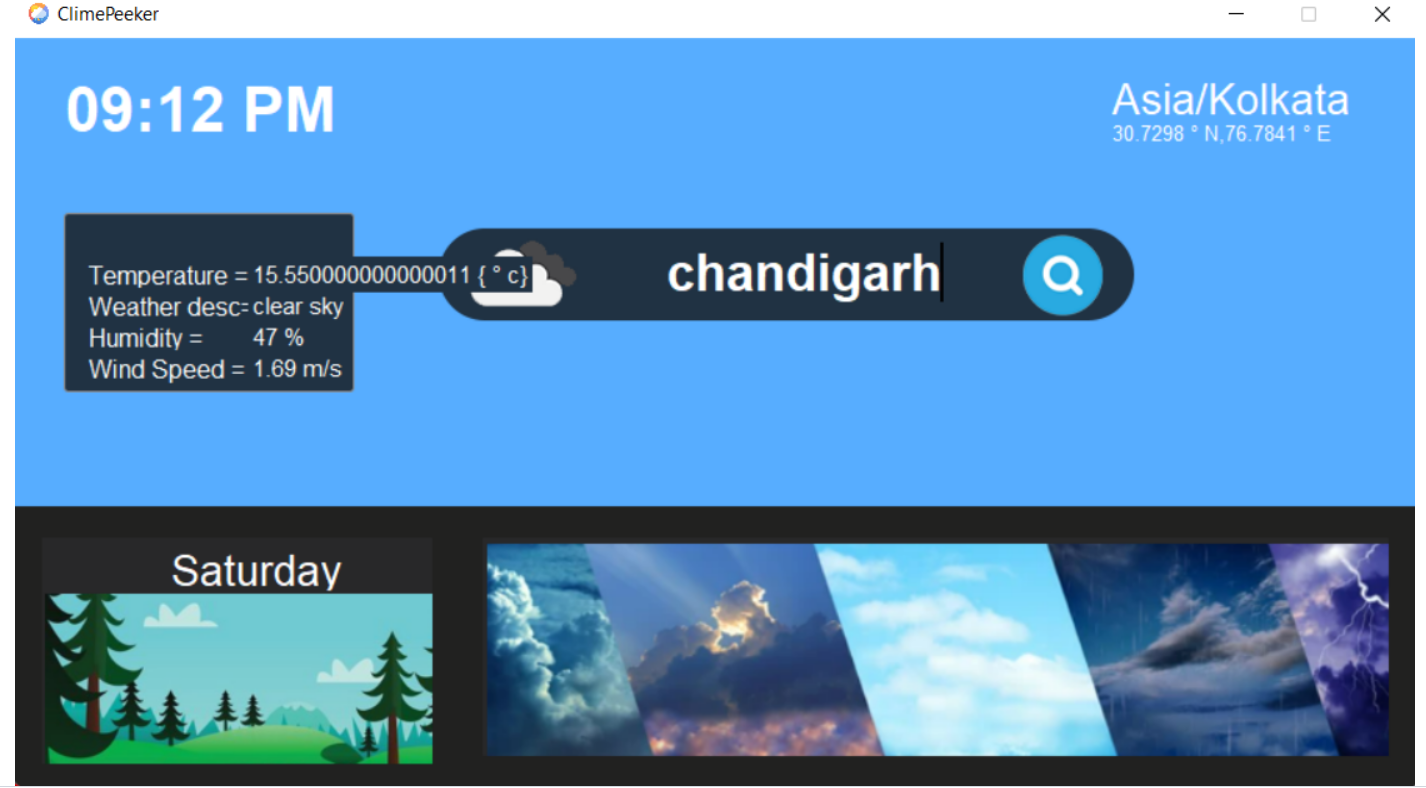 ClimePeeker
09:12 PM
Asia/Kolkata
30.7298 ° N,76.7841 ° E
Temperature = 15.550000000000011 { ° c}
Weather desc= clear sky
Humidity = 47 %
Wind Speed = 1.69 m/s
chandigarh
Saturday